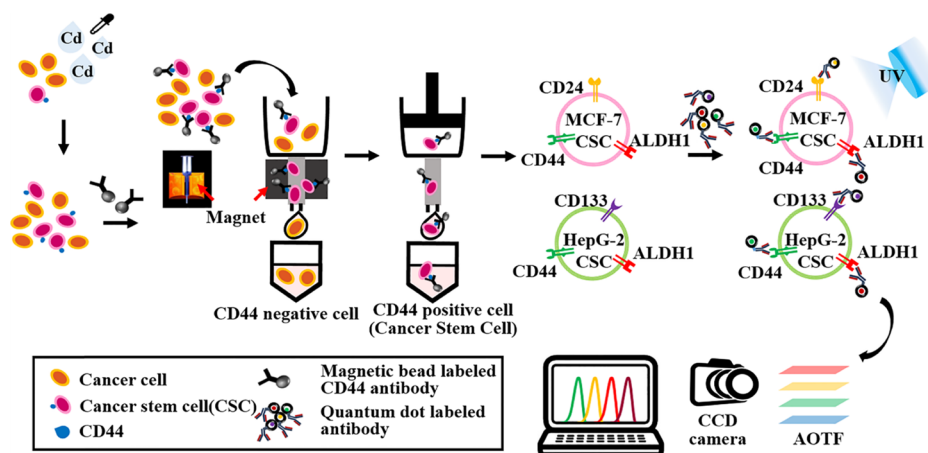 Cd
Cd
Cd
Magnet
CD44 negative cell
CD44 positive cell
(Cancer Stem Cell)
CD24
MCF-7
CSC
ALDH1
CD44
CD133
HepG-2
CSC
ALDH1
CD44
UV
CD24
MCF-7
CSC
ALDH1
CD44
CD133
HepG-2
CSC
ALDH1
CD44
Cancer cell
Cancer stem cell(CSC)
CD44
Magnetic bead labeled
CD44 antibody
Quantum dot labeled
antibody
CCD
camera
AOTF